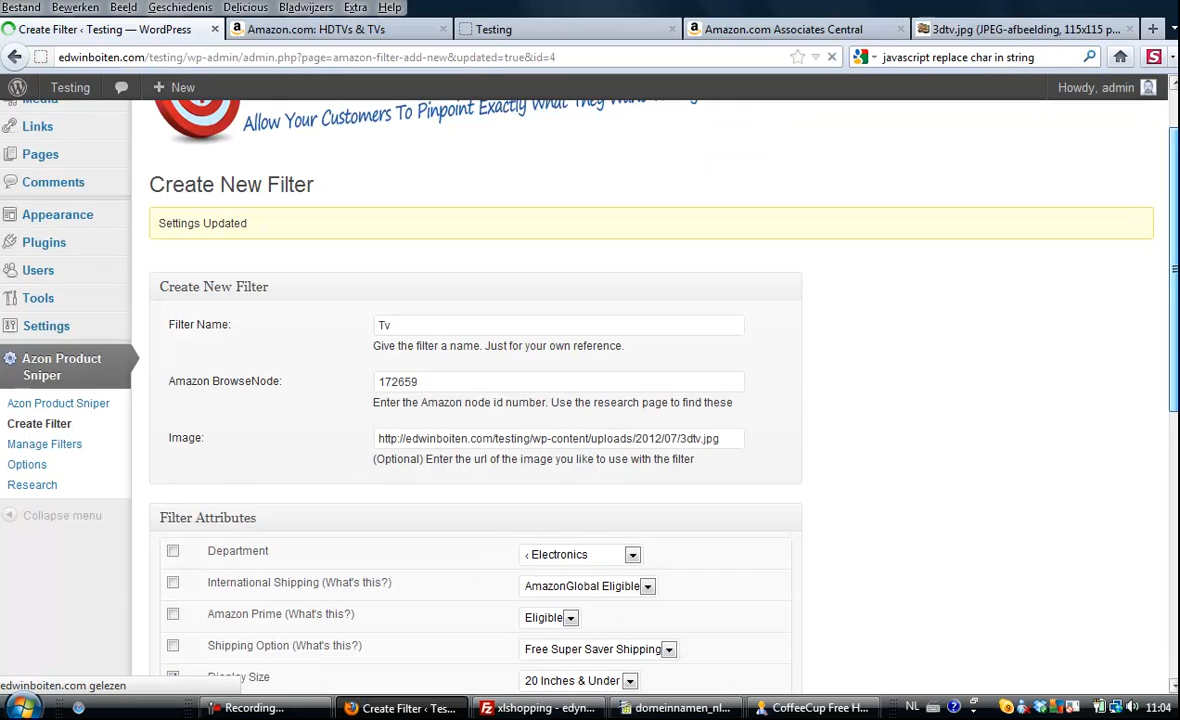 Bestand Bewerken Beeld Geschiedenis Delicious Bladwijzers Extra Help
Create Filter ‹ Testing — WordPress × Amazon.com: HDTVs & TVs × Testing × Amazon.com Associates Central × 3dtv.jpg (JPEG-afbeelding, 115x115 p... × +
edwinboiten.com/testing/wp-admin/admin.php?page=amazon-filter-add-new&updated=true&id=4 javascript replace char in string
Testing + New Howdy, admin
Allow Your Customers To Pinpoint Exactly What They
Media
Links
Pages
Comments
Appearance
Plugins
Users
Tools
Settings
Azon Product
Sniper
Azon Product Sniper
Create Filter
Manage Filters
Options
Research
Collapse menu
Create New Filter
Settings Updated
Create New Filter
Filter Name: Tv
Give the filter a name. Just for your own reference.
Amazon BrowseNode: 172659
Enter the Amazon node id number. Use the research page to find these
Image: http://edwinboiten.com/testing/wp-content/uploads/2012/07/3dtv.jpg
(Optional) Enter the url of the image you like to use with the filter
Filter Attributes
Department ‹ Electronics
International Shipping (What's this?) AmazonGlobal Eligible
Amazon Prime (What's this?) Eligible
Shipping Option (What's this?) Free Super Saver Shipping
Display Size 20 Inches & Under
edwinboiten.com gelezen
Recording... Create Filter ‹ Tes... xlshopping - edyn... domeinnamen_nl... CoffeeCup Free H... NL 11:04